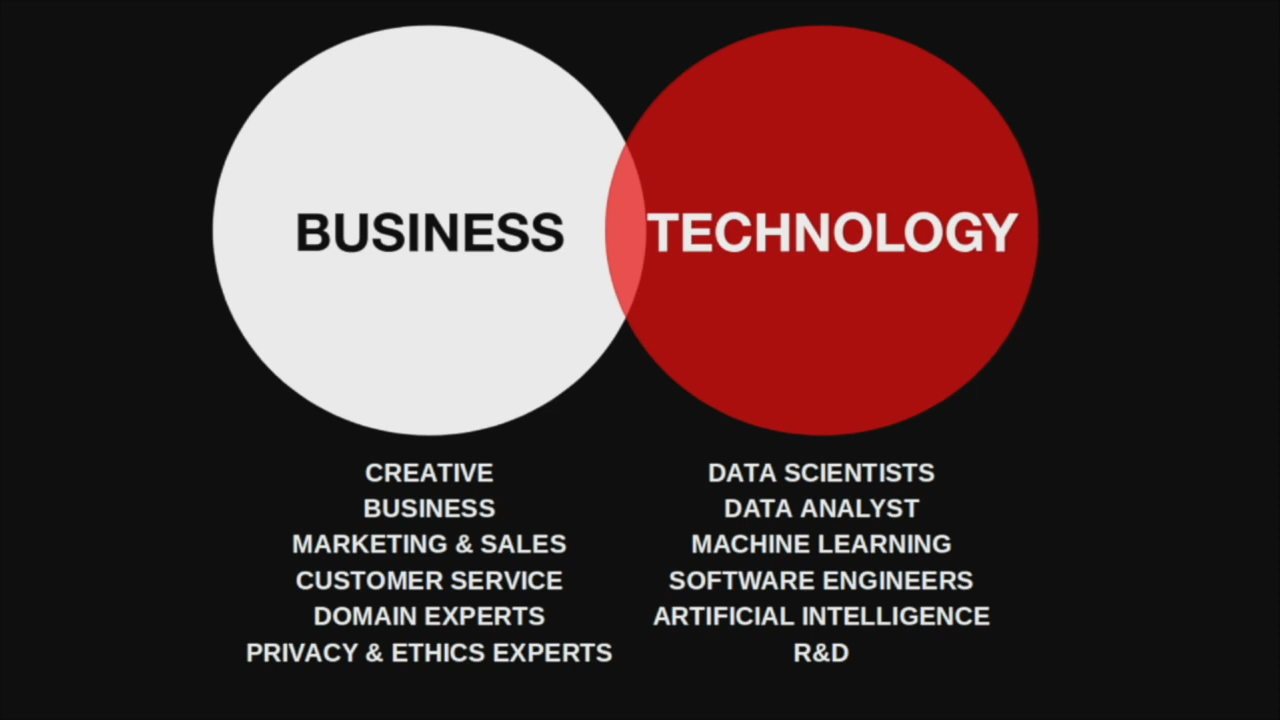 BUSINESS
TECHNOLOGY
CREATIVE
BUSINESS
MARKETING & SALES
CUSTOMER SERVICE
DOMAIN EXPERTS
PRIVACY & ETHICS EXPERTS
DATA SCIENTISTS
DATA ANALYST
MACHINE LEARNING
SOFTWARE ENGINEERS
ARTIFICIAL INTELLIGENCE
R&D